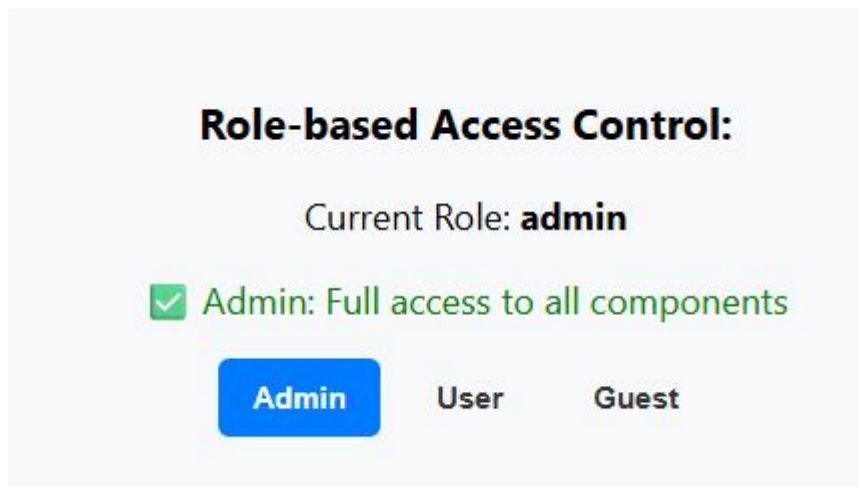 Role-based Access Control:
Current Role: admin
✅ Admin: Full access to all components
Admin User Guest